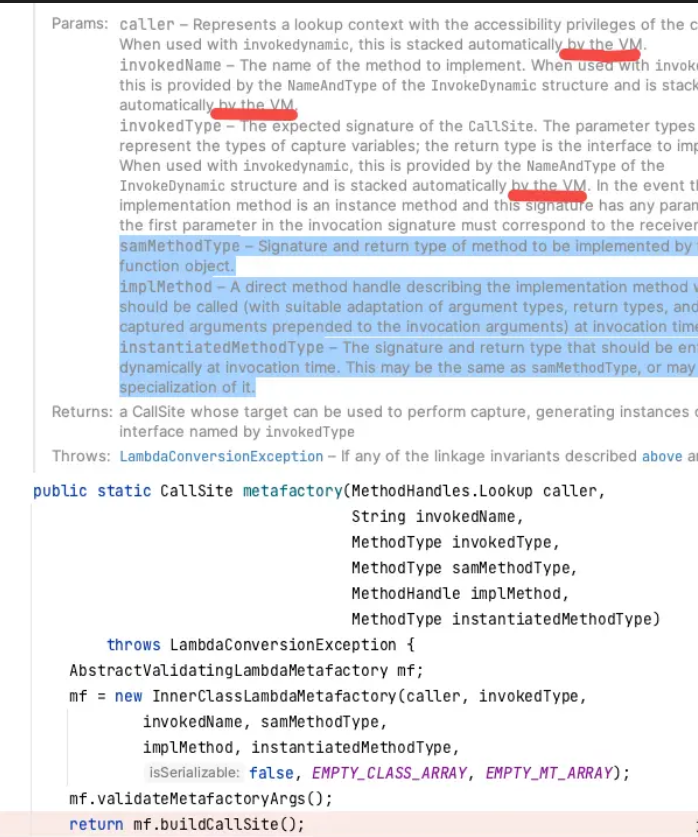 Params: caller – Represents a lookup context with the accessibility privileges of the
When used with invokedynamic, this is stacked automatically by the VM.
invokedName – The name of the method to implement. When used with
this is provided by the NameAndType of the InvokeDynamic structure and is
automatically by the VM.
invokedType – The expected signature of the CallSite. The parameter types
represent the types of capture variables; the return type is the interface to
When used with invokedynamic, this is provided by the NameAndType of the
InvokeDynamic structure and is stacked automatically by the VM. In the event
implementation method is an instance method and this signature has any
the first parameter in the invocation signature must correspond to the receiver
samMethodType – Signature and return type of method to be implemented by
function object.
implMethod – A direct method handle describing the implementation method
should be called (with suitable adaptation of argument types, return types, and
captured arguments prepended to the invocation arguments) at invocation time
instantiatedMethodType – The signature and return type that should be
dynamically at invocation time. This may be the same as samMethodType, or may
specialization of it.
Returns: a CallSite whose target can be used to perform capture, generating instances
interface named by invokedType
Throws: LambdaConversionException – If any of the linkage invariants described above
public static CallSite metafactory(MethodHandles.Lookup caller,
String invokedName,
MethodType invokedType,
MethodType samMethodType,
MethodHandle implMethod,
MethodType instantiatedMethodType)
throws LambdaConversionException {
AbstractValidatingLambdaMetafactory mf;
mf = new InnerClassLambdaMetafactory(caller, invokedType,
invokedName, samMethodType,
implMethod, instantiatedMethodType,
isSerializable: false, EMPTY_CLASS_ARRAY, EMPTY_MT_ARRAY);
mf.validateMetafactoryArgs();
return mf.buildCallSite();